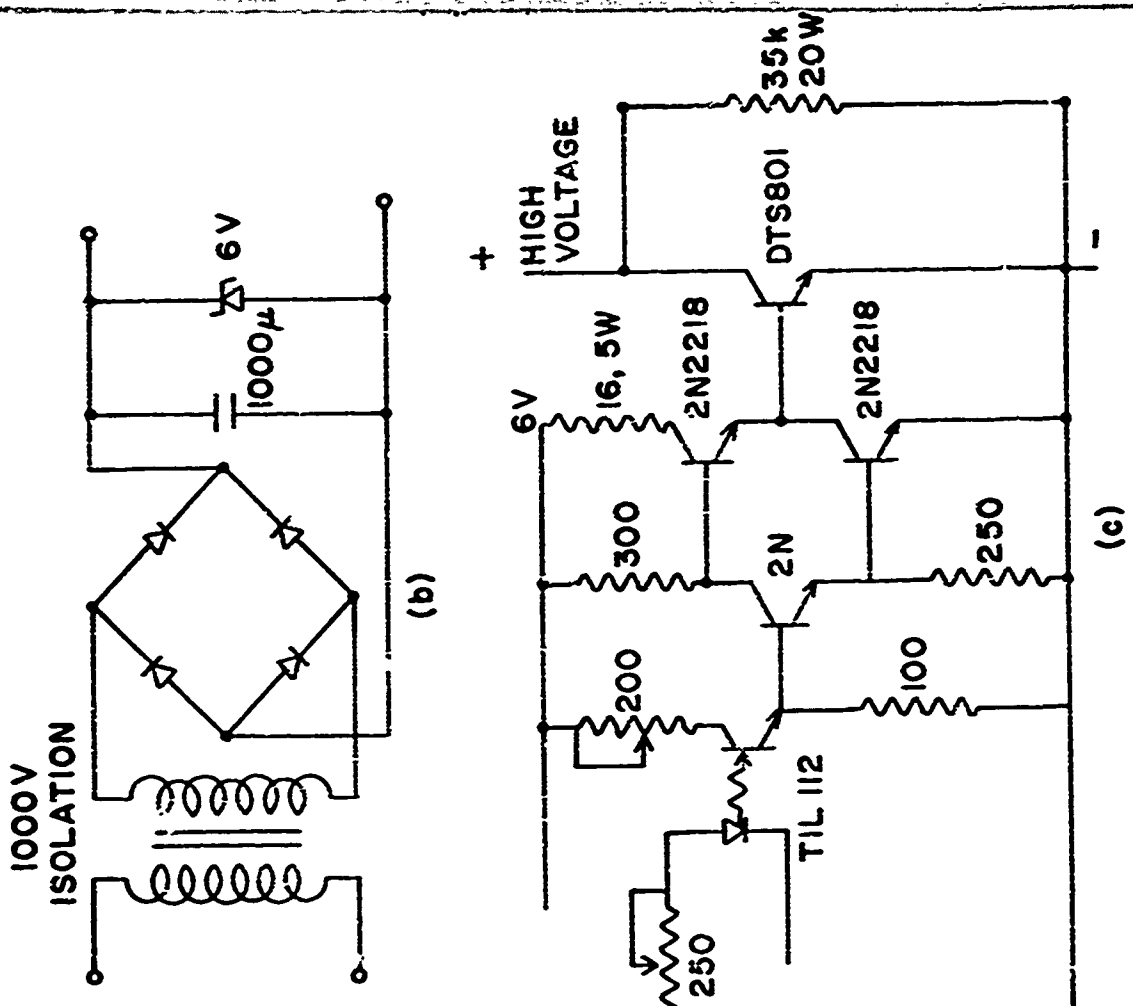 1000V
ISOLATION
1000µ
6V
(b)
250
TIL 112
200
100
300
2N
250
6V
16, 5W
2N2218
2N2218
+
HIGH
VOLTAGE
DTS801
35k
20W
-
(c)